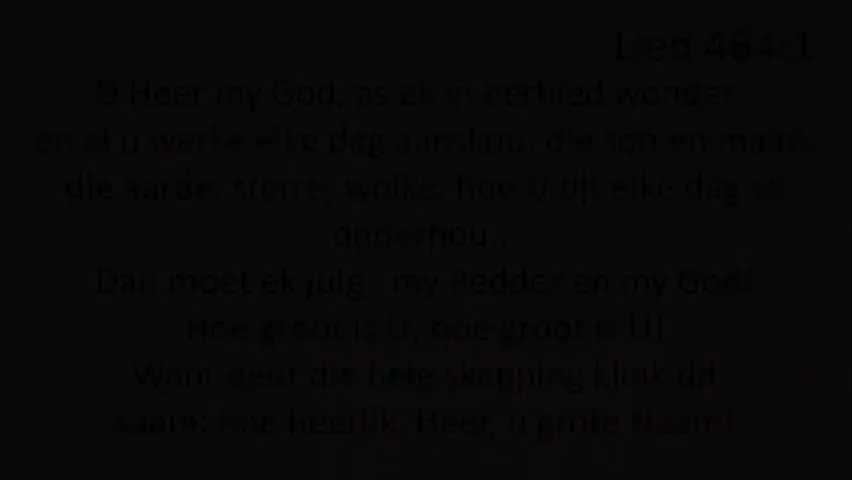 Lied 464:1
O Heer my God, as ek in eerbied wonder
en al u werke elke dag aanskou: die son en maan,
die aarde, sterre, wolke, hoe U dit elke dag so
onderhou..
Dan moet ek juig, my Redder en my God!
Hoe groot is U, hoe groot is U!
Want deur die hele skepping klink dit
saam: hoe heerlik, Heer, u grote Naam!